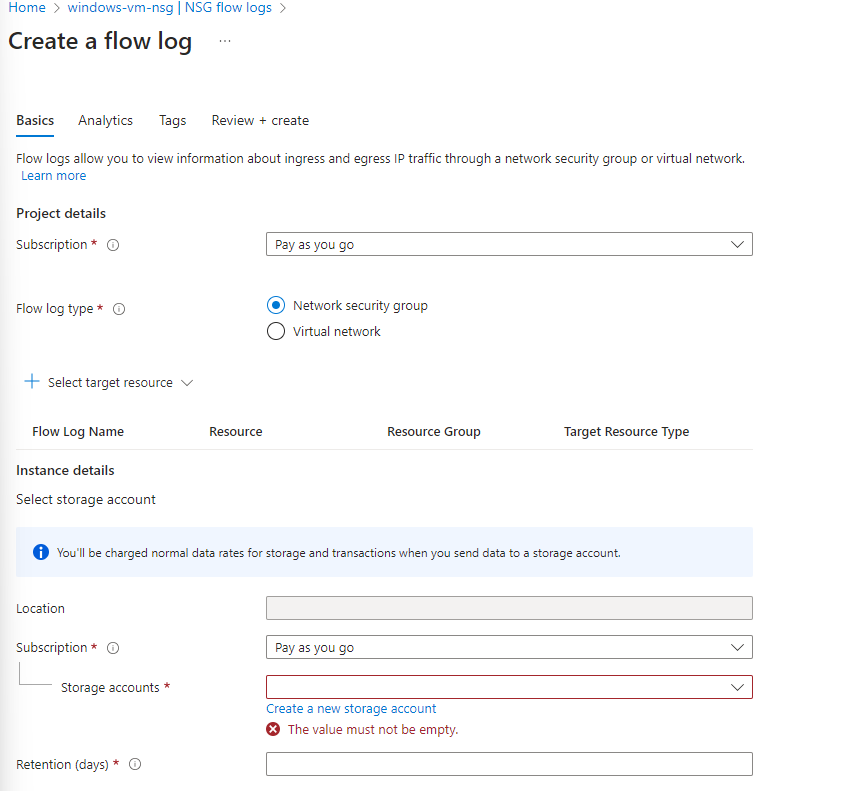 Home > windows-vm-nsg | NSG flow logs >
Create a flow log ...
Basics Analytics Tags Review + create
Flow logs allow you to view information about ingress and egress IP traffic through a network security group or virtual network.
Learn more
Project details
Subscription * Pay as you go
Flow log type * Network security group
Virtual network
+ Select target resource
Flow Log Name Resource Resource Group Target Resource Type
Instance details
Select storage account
You'll be charged normal data rates for storage and transactions when you send data to a storage account.
Location
Subscription * Pay as you go
Storage accounts *
Create a new storage account
The value must not be empty.
Retention (days) *